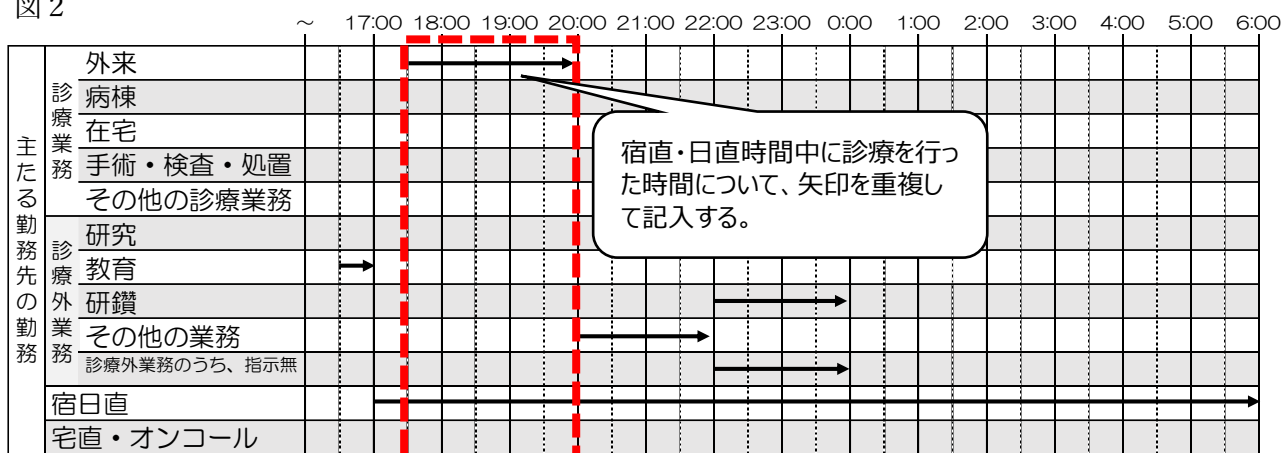 図２
～ 17:00 18:00 19:00 20:00 21:00 22:00 23:00 0:00 1:00 2:00 3:00 4:00 5:00 6:00
主たる勤務先の勤務
診療業務
外来
病棟
在宅
手術・検査・処置
その他の診療業務
診療外業務
研究
教育
研鑽
その他の業務
診療外業務のうち、指示無
宿日直
宅直・オンコール
宿直・日直時間中に診療を行っ
た時間について、矢印を重複し
て記入する。